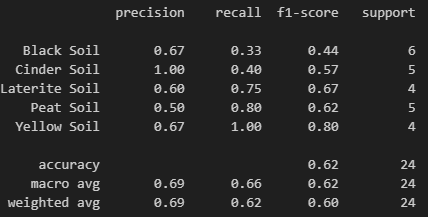 precision recall f1-score support
Black Soil 0.67 0.33 0.44 6
Cinder Soil 1.00 0.40 0.57 5
Laterite Soil 0.60 0.75 0.67 4
Peat Soil 0.50 0.80 0.62 5
Yellow Soil 0.67 1.00 0.80 4
accuracy 0.62 24
macro avg 0.69 0.66 0.62 24
weighted avg 0.69 0.62 0.60 24